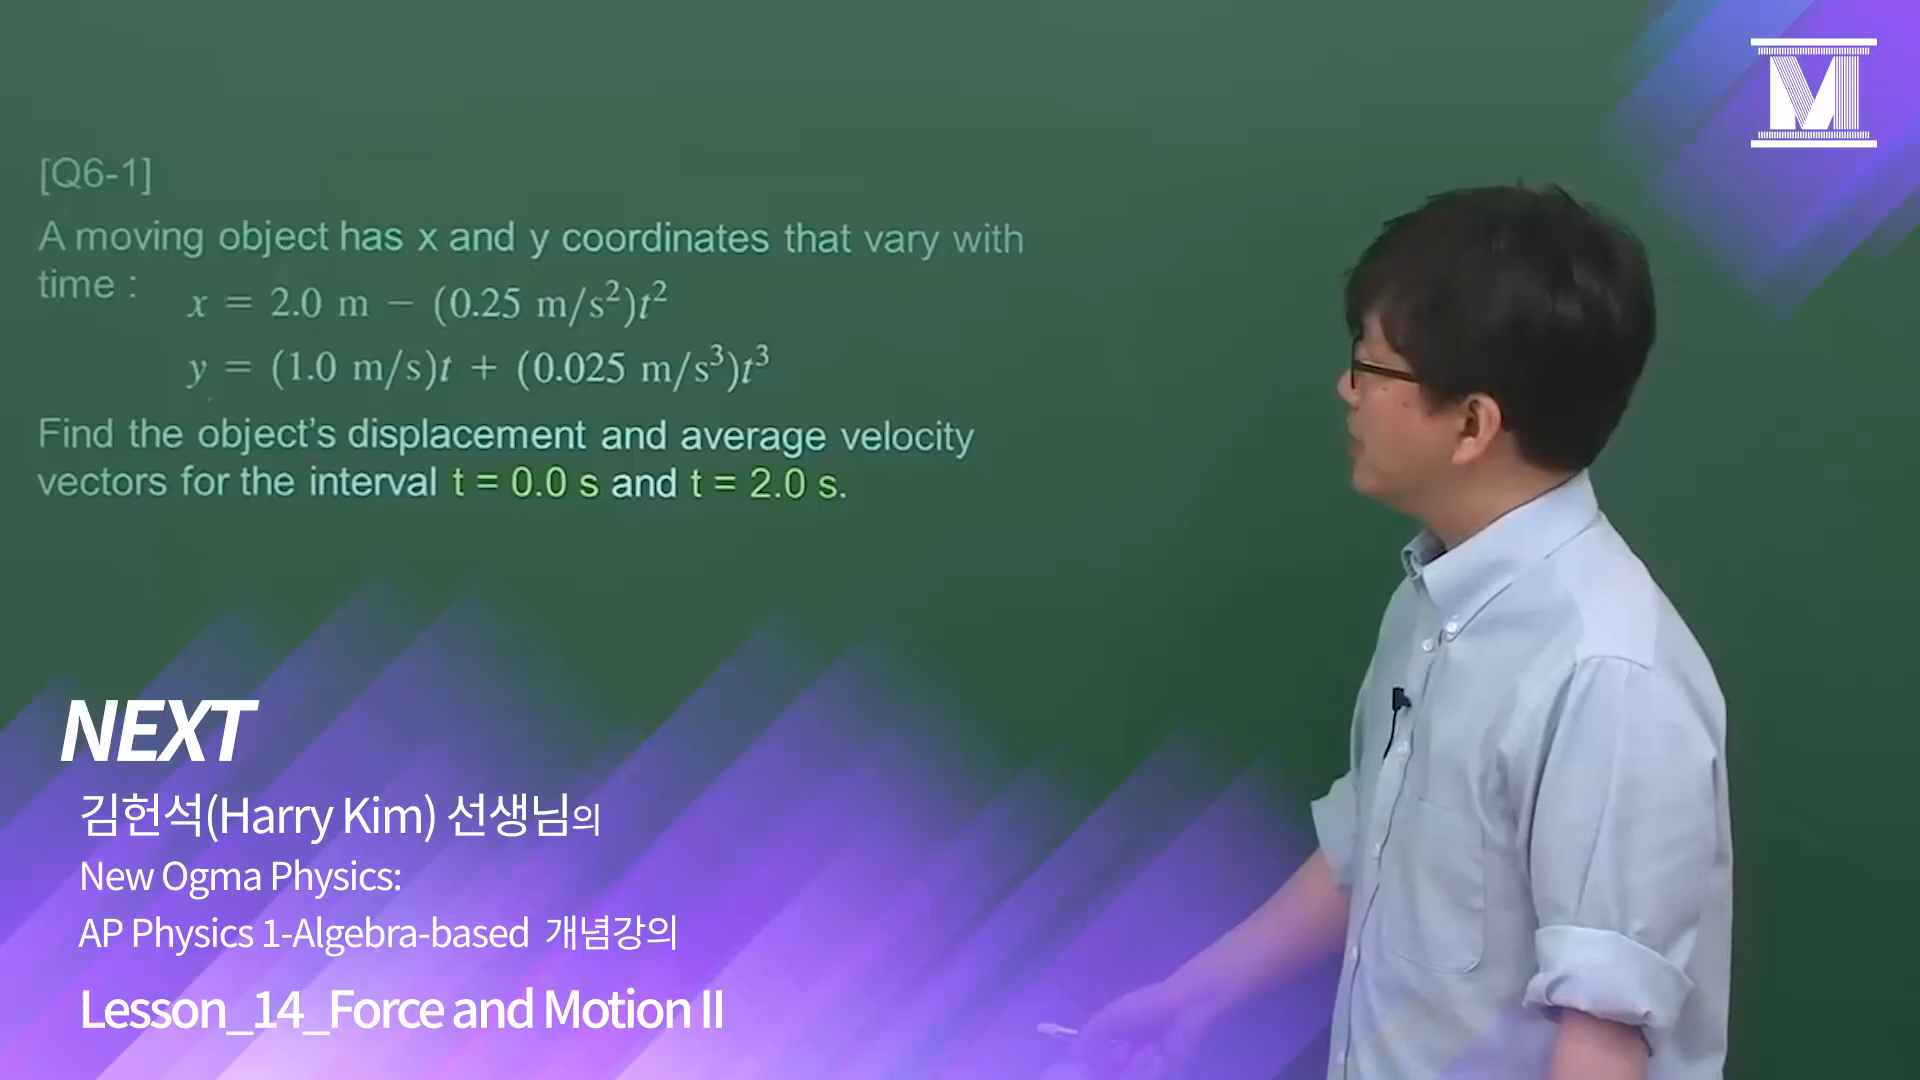 [Q6-1]
A moving object has x and y coordinates that vary with
time :
x = 2.0 m − (0.25 m/s²)t²
y = (1.0 m/s)t + (0.025 m/s³)t³
Find the object’s displacement and average velocity
vectors for the interval t = 0.0 s and t = 2.0 s.
NEXT
김헌석(Harry Kim) 선생님의
New Ogma Physics:
AP Physics 1-Algebra-based 개념강의
Lesson_14_Force and Motion II
M